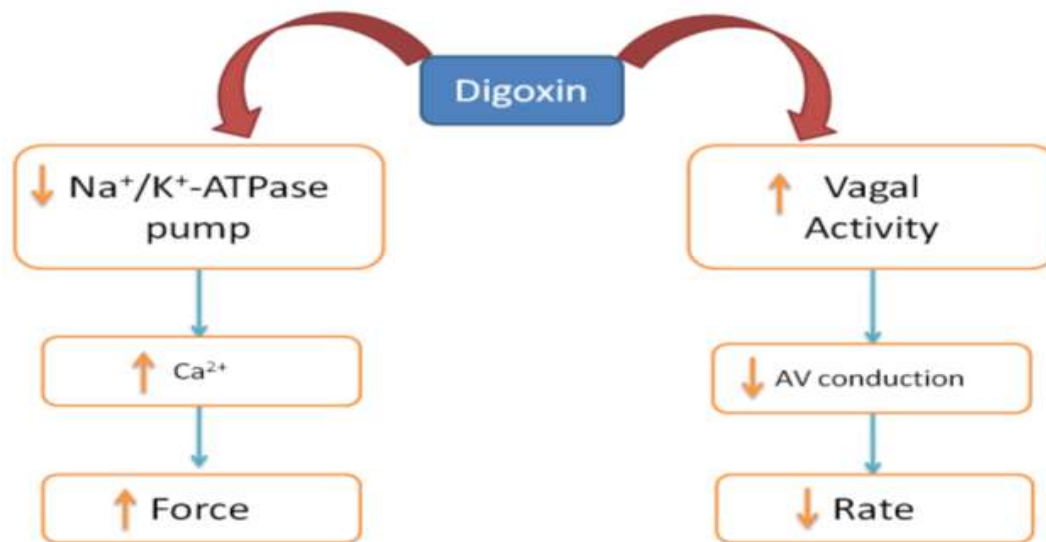 Digoxin
↓ Na⁺/K⁺-ATPase
pump
↑ Ca²⁺
↑ Force
↑ Vagal
Activity
↓ AV conduction
↓ Rate